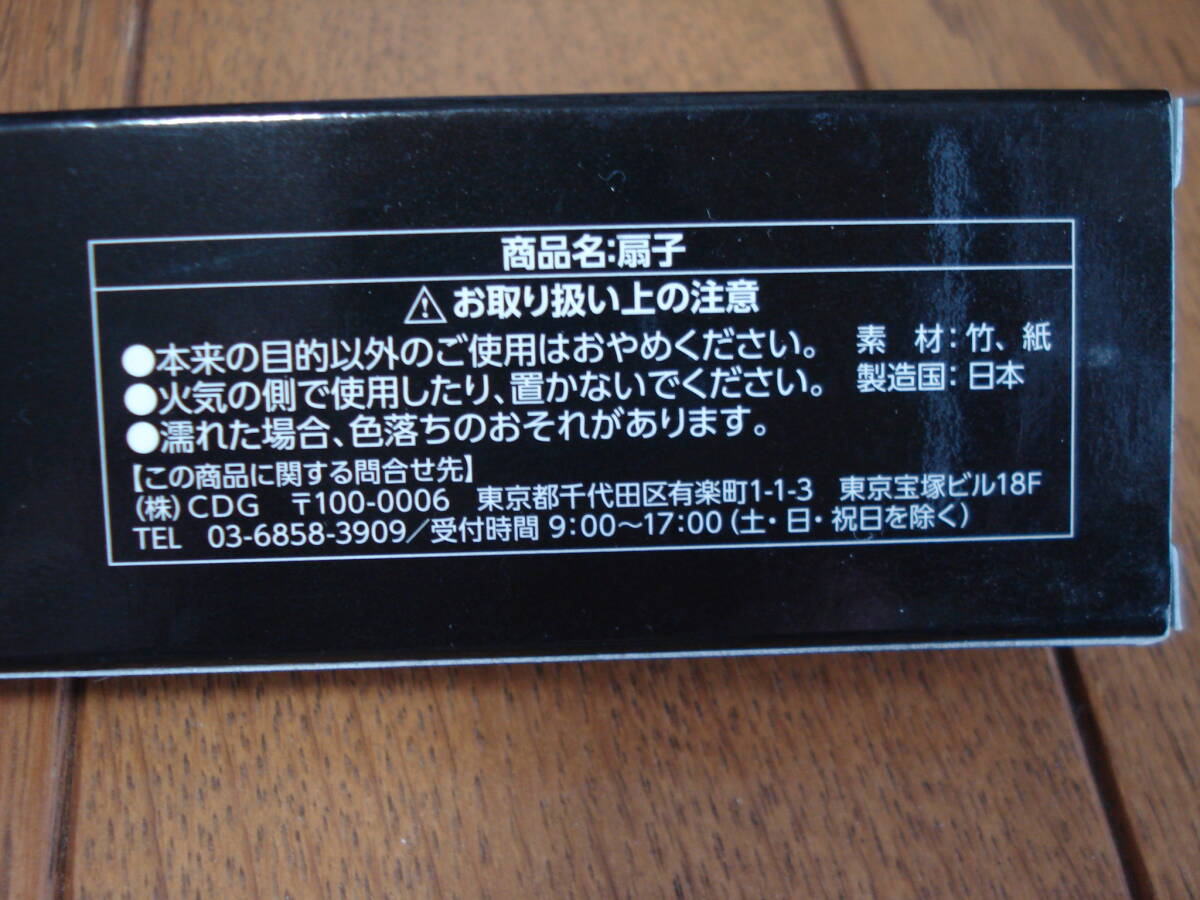 商品名:扇子
⚠お取り扱い上の注意
●本来の目的以外のご使用はおやめください。
●火気の側で使用したり、置かないでください。
●濡れた場合、色落ちのおそれがあります。
素 材:竹、紙
製造国:日本
【この商品に関する問合せ先】
(株)CDG 〒100-0006 東京都千代田区有楽町1-1-3 東京宝塚ビル18F
TEL 03-6858-3909/受付時間 9:00~17:00(土・日・祝日を除く)